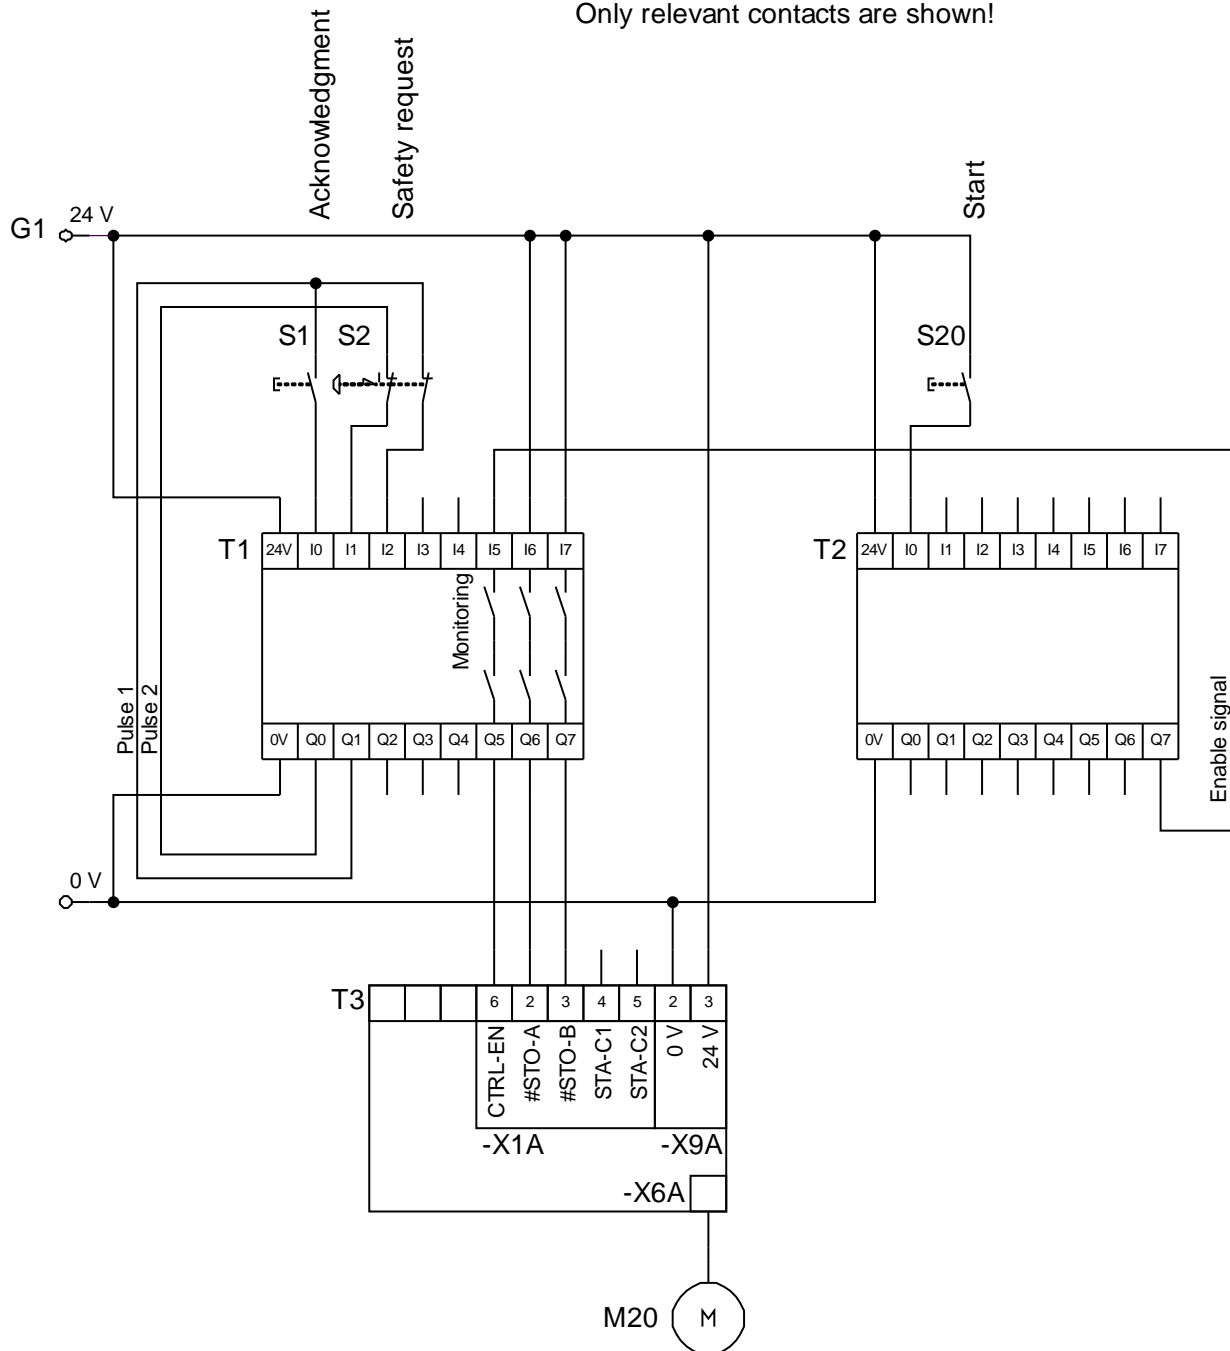 Only relevant contacts are shown!
Acknowledgment
Safety request
Start
24 V
G1
S1 S2 S20
T1 24V I0 I1 I2 I3 I4 I5 I6 I7
T2 24V I0 I1 I2 I3 I4 I5 I6 I7
Monitoring
Pulse 1
Pulse 2
Enable signal
0V Q0 Q1 Q2 Q3 Q4 Q5 Q6 Q7
0V Q0 Q1 Q2 Q3 Q4 Q5 Q6 Q7
0 V
T3 6 2 3 4 5 2 3
CTRL-EN
#STO-A
#STO-B
STA-C1
STA-C2
0 V
24 V
-X1A -X9A
-X6A
M20 M